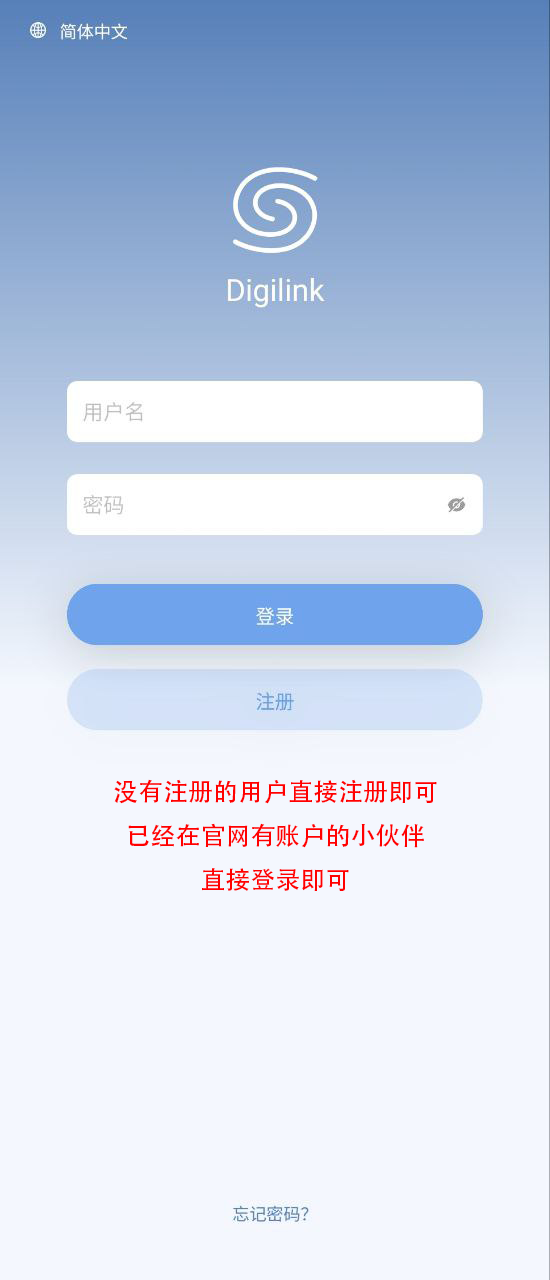 简体中文
Digilink
用户名
密码
登录
注册
没有注册的用户直接注册即可
已经在官网有账户的小伙伴
直接登录即可
忘记密码?